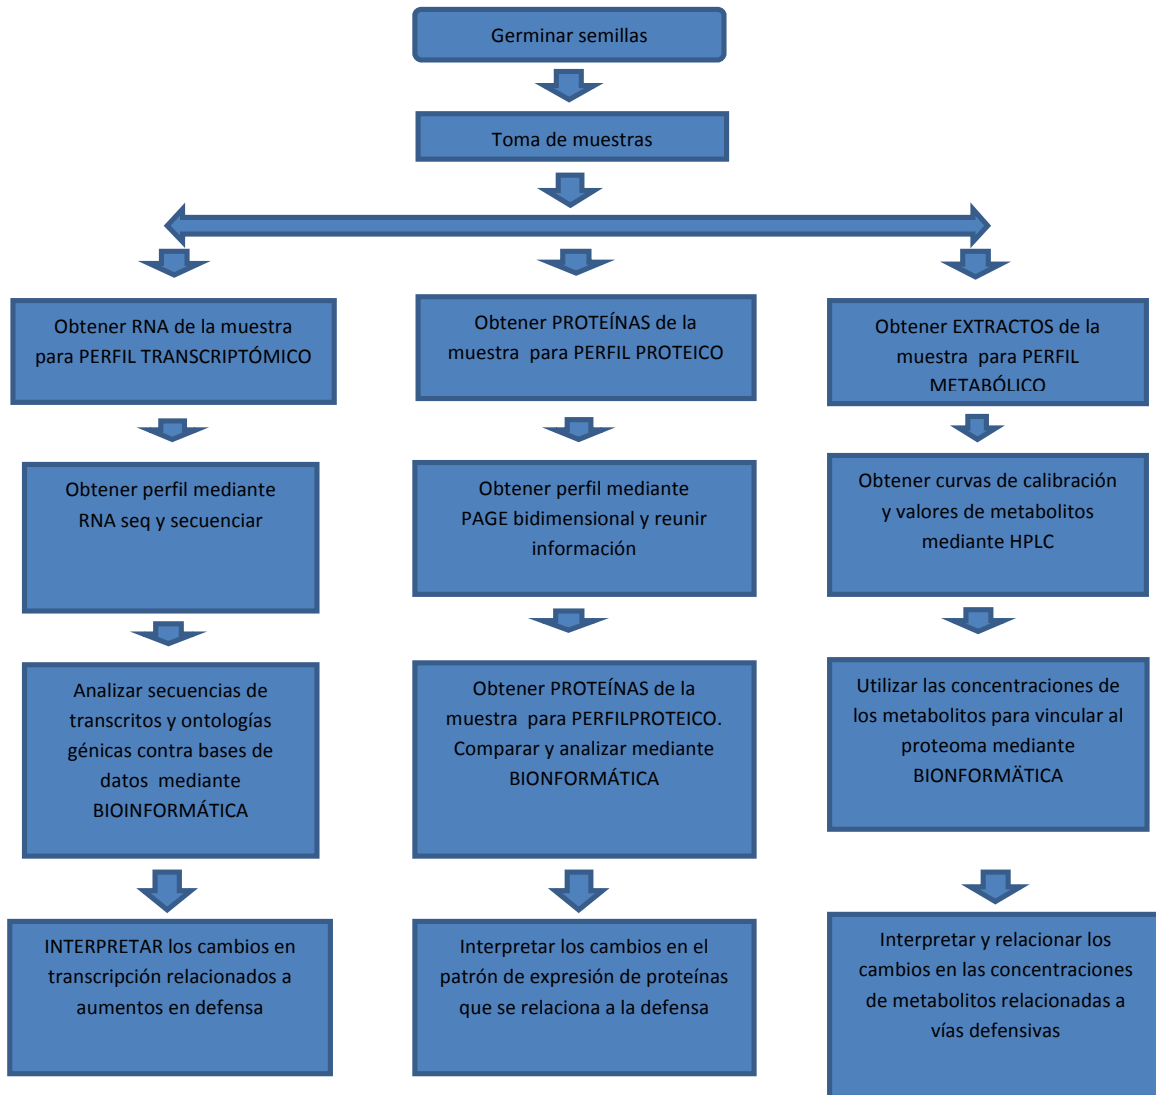 Germinar semillas
Toma de muestras
Obtener RNA de la muestra
para PERFIL TRANSCRIPTÓMICO
Obtener PROTEÍNAS de la
muestra para PERFIL PROTEICO
Obtener EXTRACTOS de la
muestra para PERFIL
METABÓLICO
Obtener perfil mediante
RNA seq y secuenciar
Obtener perfil mediante
PAGE bidimensional y reunir
información
Obtener curvas de calibración
y valores de metabolitos
mediante HPLC
Analizar secuencias de
transcritos y ontologías
génicas contra bases de
datos mediante
BIOINFORMÁTICA
Obtener PROTEÍNAS de la
muestra para PERFILPROTEICO.
Comparar y analizar mediante
BIONFORMÁTICA
Utilizar las concentraciones de
los metabolitos para vincular al
proteoma mediante
BIONFORMÄTICA
INTERPRETAR los cambios en
transcripción relacionados a
aumentos en defensa
Interpretar los cambios en el
patrón de expresión de proteínas
que se relaciona a la defensa
Interpretar y relacionar los
cambios en las concentraciones
de metabolitos relacionadas a
vías defensivas